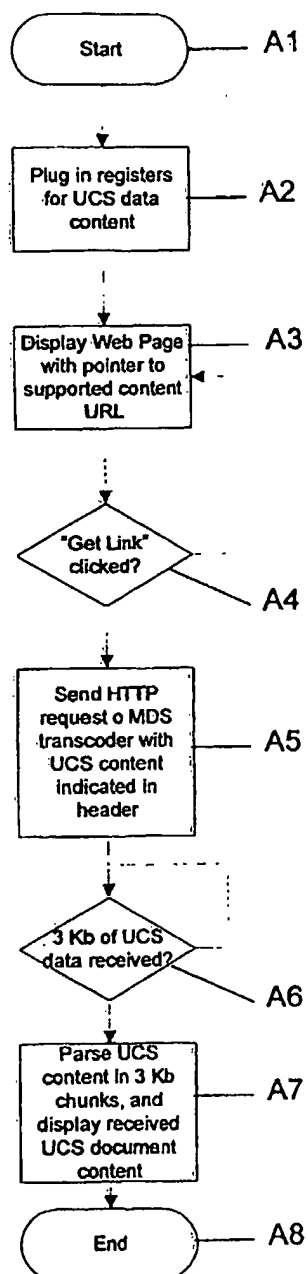 Start
A1
Plug in registers
for UCS data
content
A2
Display Web Page
with pointer to
supported content
URL
A3
"Get Link"
clicked?
A4
Send HTTP
request o MDS
transcoder with
UCS content
indicated in
header
A5
3 Kb of UCS
data received?
A6
Parse UCS
content in 3 Kb
chunks, and
display received
UCS document
content
A7
End
A8